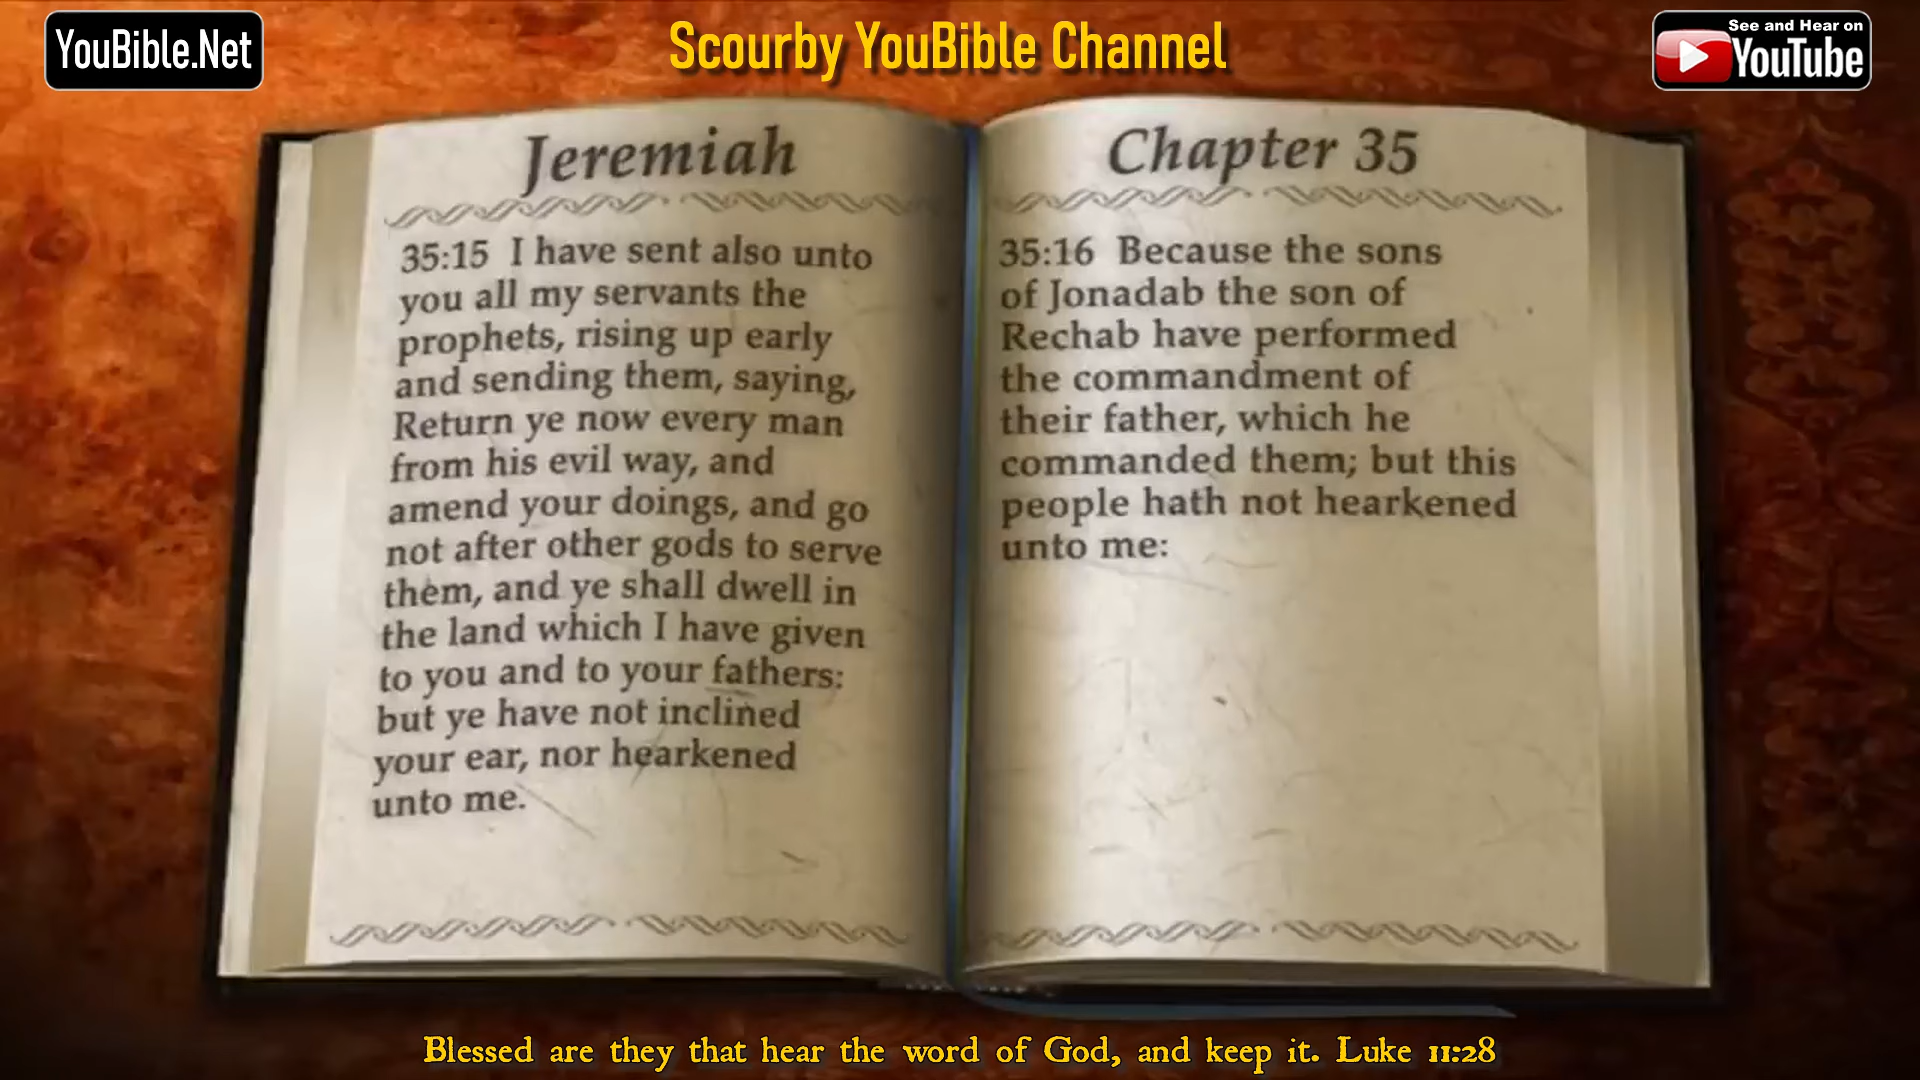 YouBible.Net
Scourby YouBible Channel
See and Hear on
YouTube
Jeremiah
35:15 I have sent also unto
you all my servants the
prophets, rising up early
and sending them, saying,
Return ye now every man
from his evil way, and
amend your doings, and go
not after other gods to serve
them, and ye shall dwell in
the land which I have given
to you and to your fathers:
but ye have not inclined
your ear, nor hearkened
unto me.
Chapter 35
35:16 Because the sons
of Jonadab the son of
Rechab have performed
the commandment of
their father, which he
commanded them; but this
people hath not hearkened
unto me:
Blessed are they that hear the word of God, and keep it. Luke 11:28